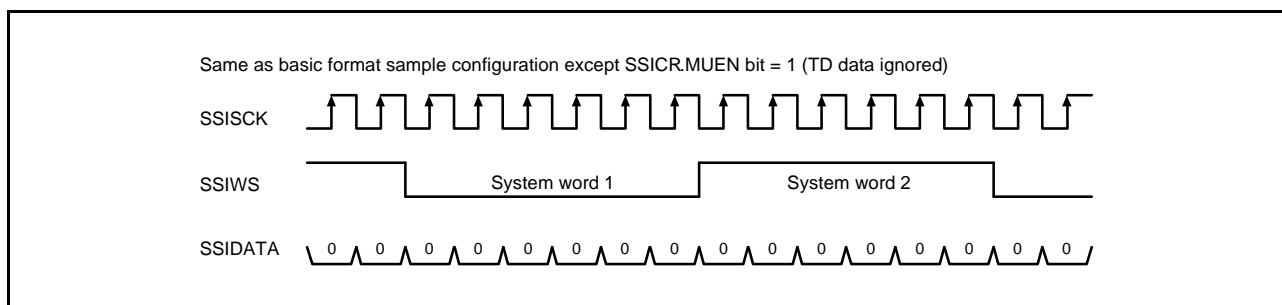 Same as basic format sample configuration except SSICR.MUEN bit = 1 (TD data ignored)
SSISCK
SSIWS System word 1 System word 2
SSIDATA 0 0 0 0 0 0 0 0 0 0 0 0 0 0 0 0